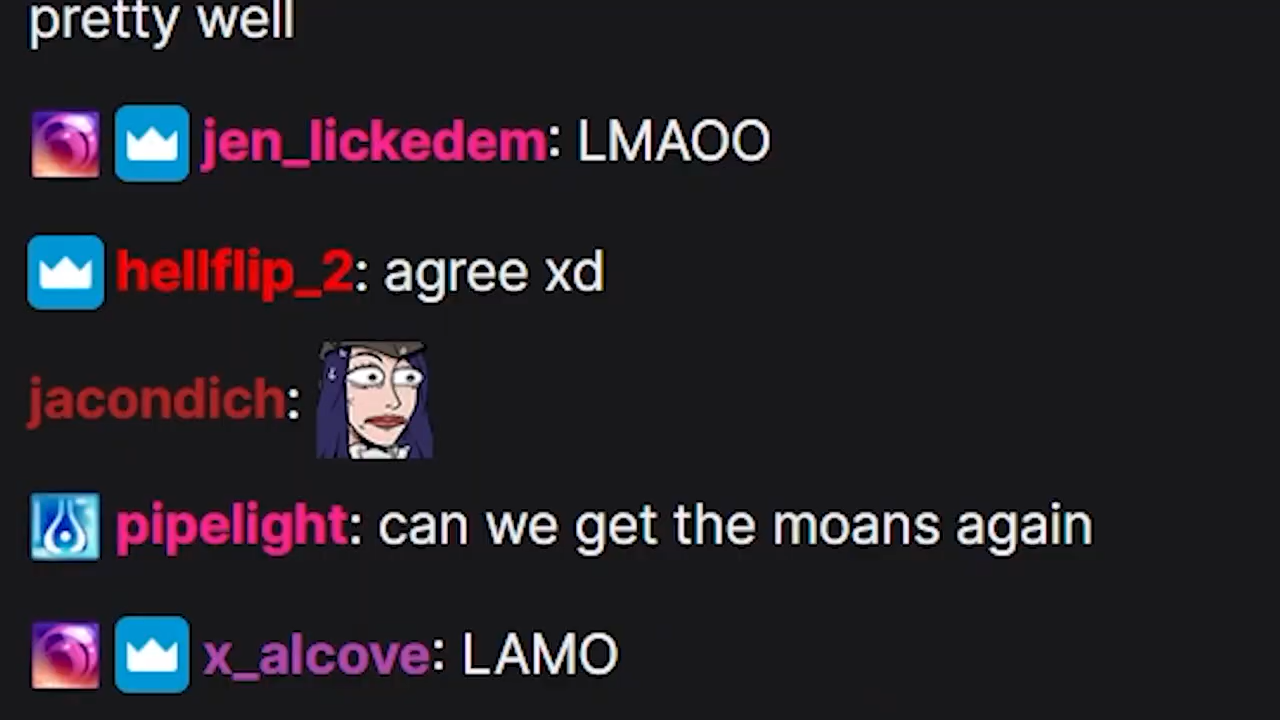 pretty well
jen_lickedem: LMAOO
hellflip_2: agree xd
jacondich:
pipelight: can we get the moans again
x_alcove: LAMO